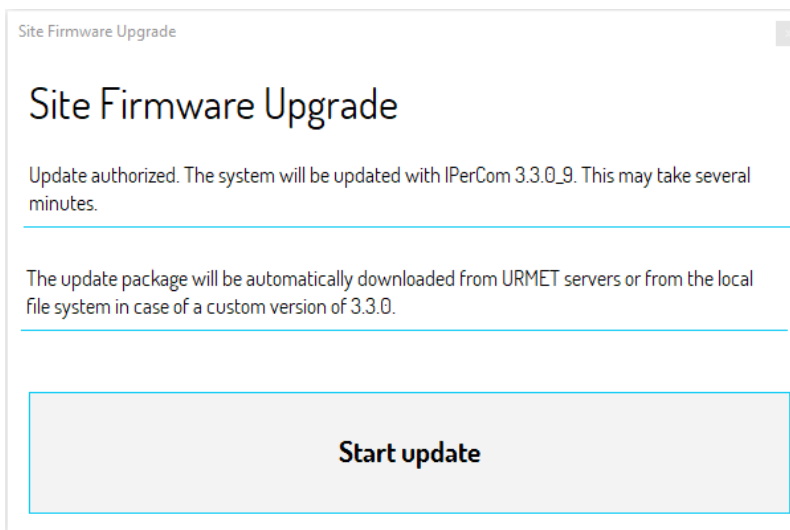 Site Firmware Upgrade
Site Firmware Upgrade
Update authorized. The system will be updated with IPerCom 3.3.0_9. This may take several
minutes.
The update package will be automatically downloaded from URMET servers or from the local
file system in case of a custom version of 3.3.0.
Start update